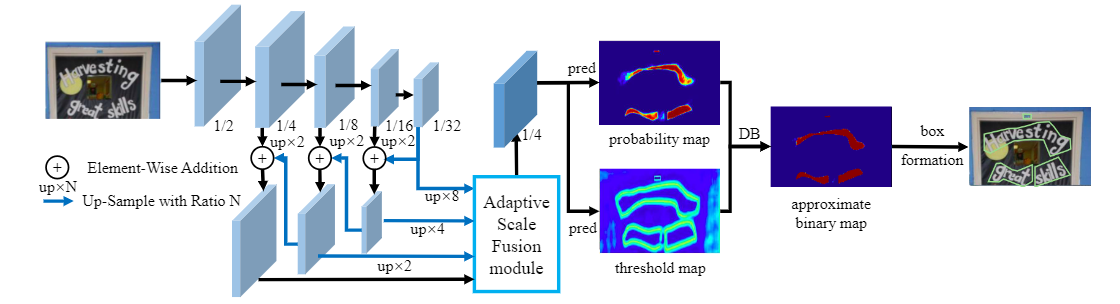 Harvesting
great skills
1/2
1/4
1/8
1/16
1/32
up×2
up×2
up×2
Element-Wise Addition
up×N
Up-Sample with Ratio N
up×8
up×4
up×2
Adaptive
Scale
Fusion
module
1/4
pred
pred
probability map
threshold map
DB
approximate
binary map
box
formation
Harvesting
great skills